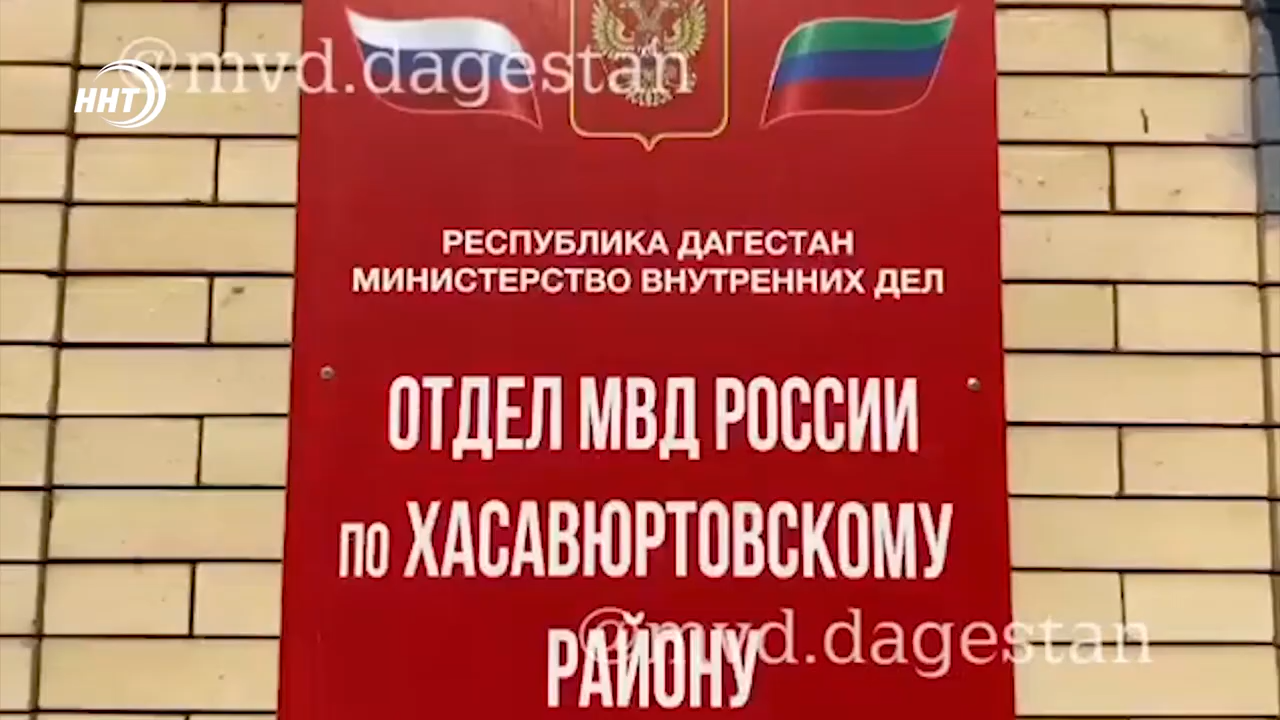 @mvd.dagestan
ННТ
РЕСПУБЛИКА ДАГЕСТАН
МИНИСТЕРСТВО ВНУТРЕННИХ ДЕЛ
ОТДЕЛ МВД РОССИИ
по ХАСАВЮРТОВСКОМУ
РАЙОНУ
@mvd.dagestan